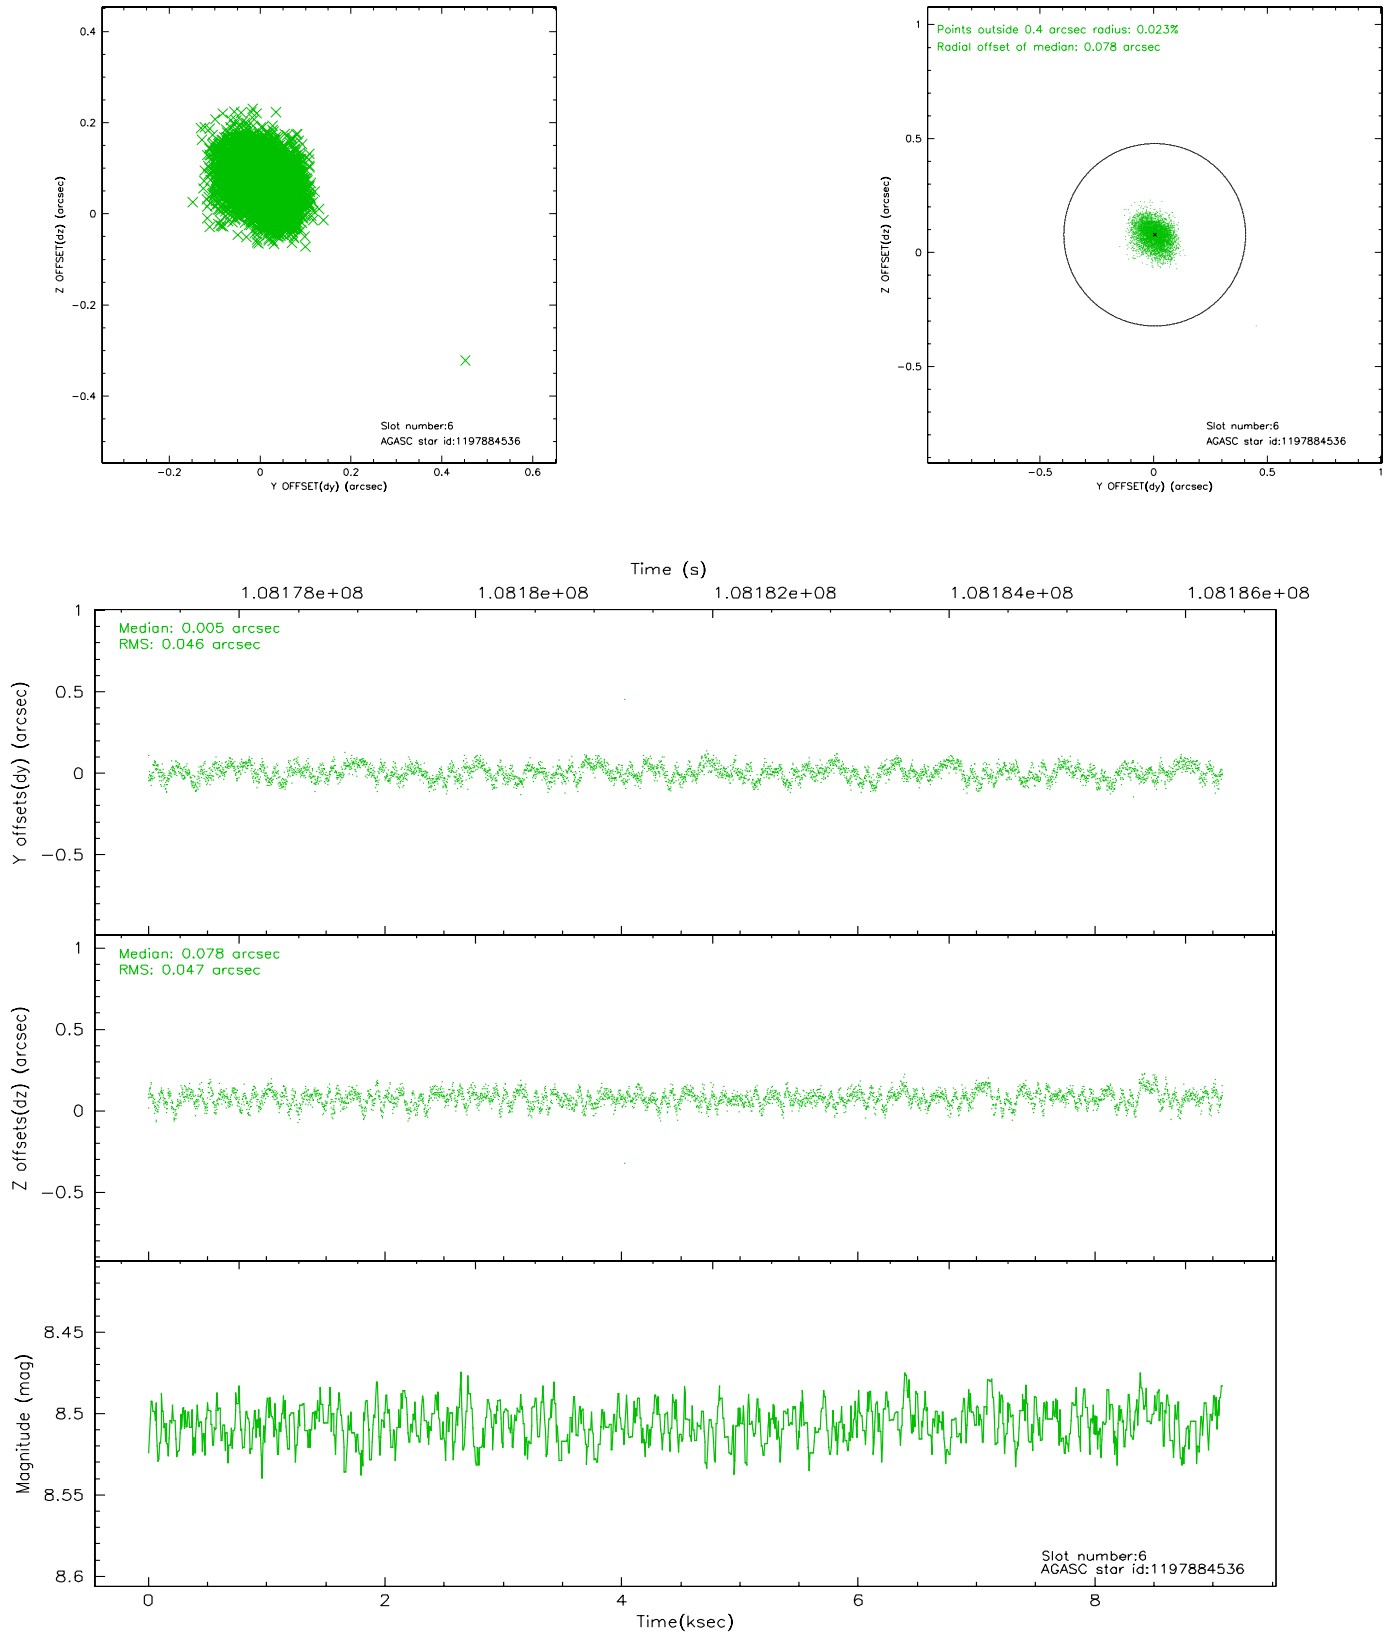 0.4
0.2
0
−0.2
−0.4
Z OFFSET(dz) (arcsec)
Slot number:6
AGASC star id:1197884536
−0.2
0
0.2
0.4
0.6
Y OFFSET(dy) (arcsec)
Points outside 0.4 arcsec radius: 0.023%
Radial offset of median: 0.078 arcsec
1
0.5
0
−0.5
Z OFFSET(dz) (arcsec)
Slot number:6
AGASC star id:1197884536
−0.5
0
0.5
1
Y OFFSET(dy) (arcsec)
Time (s)
1.08178e+08
1.0818e+08
1.08182e+08
1.08184e+08
1.08186e+08
Median: 0.005 arcsec
RMS: 0.046 arcsec
1
0.5
0
−0.5
Y offsets(dy) (arcsec)
Median: 0.078 arcsec
RMS: 0.047 arcsec
1
0.5
0
−0.5
Z offsets(dz) (arcsec)
8.45
8.5
8.55
8.6
Magnitude (mag)
Slot number:6
AGASC star id:1197884536
0
2
4
6
8
Time(ksec)